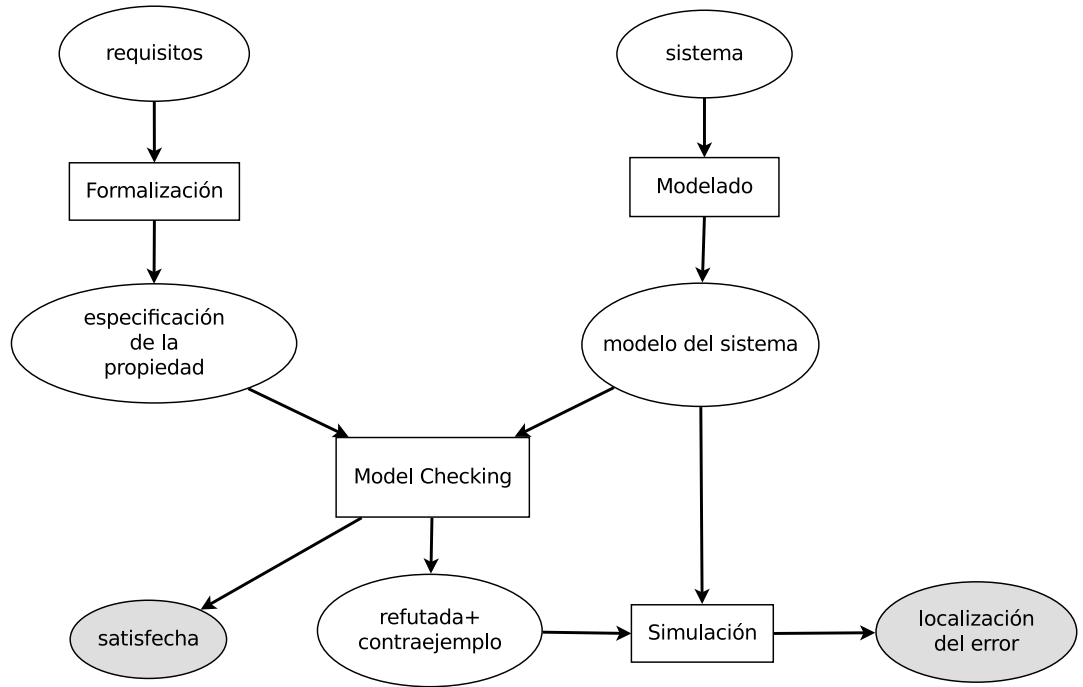 requisitos
sistema
Formalización
Modelado
especificación
de la
propiedad
modelo del sistema
Model Checking
satisfecha
refutada+
contraejemplo
Simulación
localización
del error